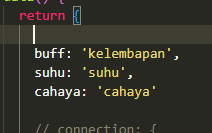 return {
buff: 'kelembapan',
suhu: 'suhu',
cahaya: 'cahaya'
// connection: {